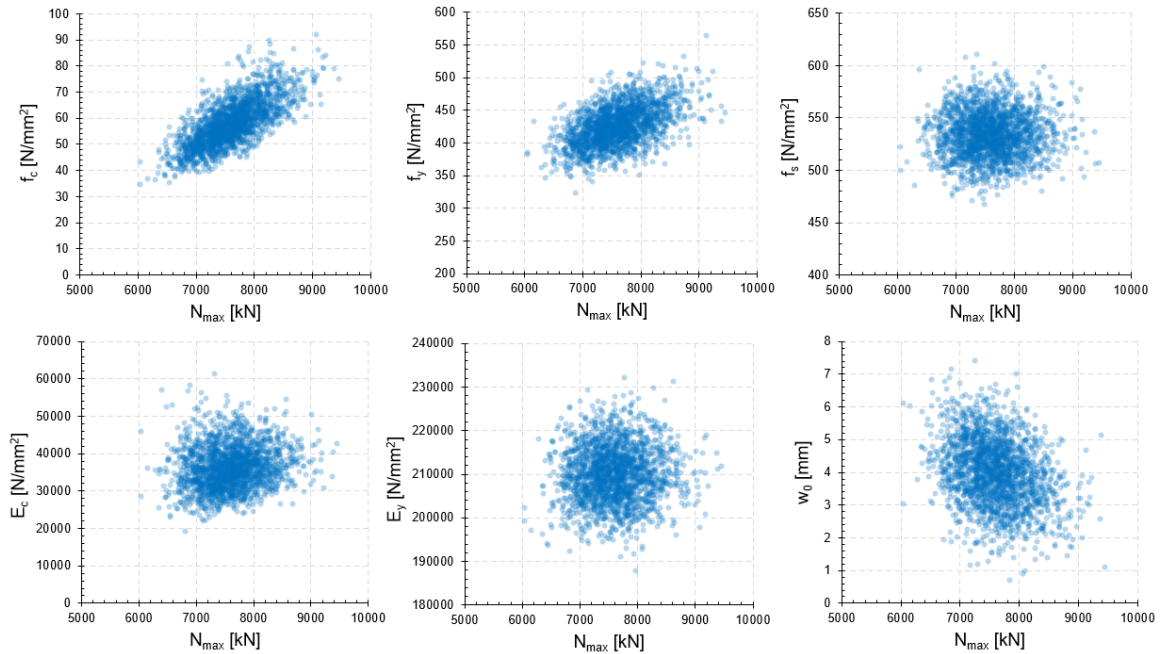 f_c [N/mm²]
100
90
80
70
60
50
40
30
20
10
0
5000 6000 7000 8000 9000 10000
N_max [kN]
f_y [N/mm²]
600
550
500
450
400
350
300
250
200
5000 6000 7000 8000 9000 10000
N_max [kN]
f_s [N/mm²]
650
600
550
500
450
400
5000 6000 7000 8000 9000 10000
N_max [kN]
E_c [N/mm²]
70000
60000
50000
40000
30000
20000
10000
0
5000 6000 7000 8000 9000 10000
N_max [kN]
E_y [N/mm²]
240000
230000
220000
210000
200000
190000
180000
5000 6000 7000 8000 9000 10000
N_max [kN]
w_0 [mm]
8
7
6
5
4
3
2
1
0
5000 6000 7000 8000 9000 10000
N_max [kN]